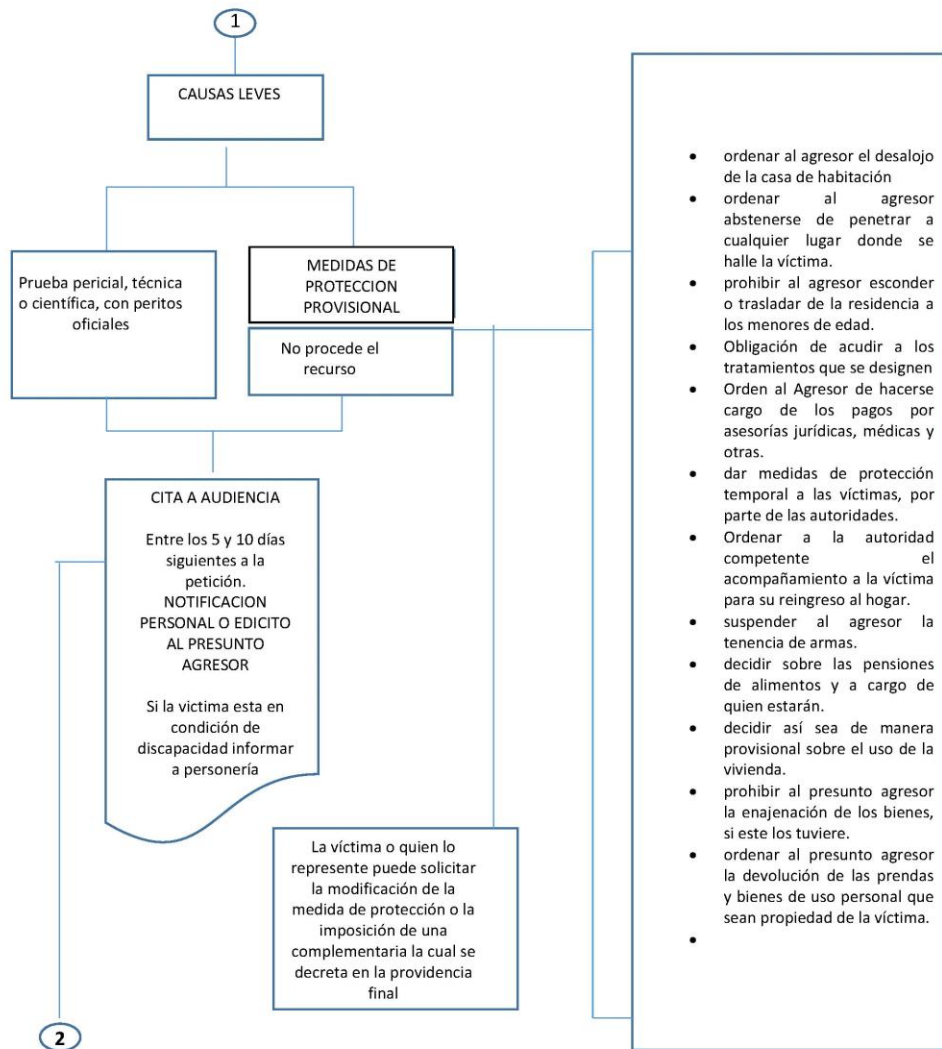 1
CAUSAS LEVES
Prueba pericial, técnica
o científica, con peritos
oficiales
MEDIDAS DE
PROTECCION
PROVISIONAL
No procede el
recurso
CITA A AUDIENCIA
Entre los 5 y 10 días
siguientes a la
petición.
NOTIFICACION
PERSONAL O EDICITO
AL PRESUNTO
AGRESOR
Si la victima esta en
condición de
discapacidad informar
a personería
La víctima o quien lo
represente puede solicitar
la modificación de la
medida de protección o la
imposición de una
complementaria la cual se
decreta en la providencia
final
2
• ordenar al agresor el desalojo
de la casa de habitación
• ordenar al agresor
abstenerse de penetrar a
cualquier lugar donde se
halle la víctima.
• prohibir al agresor esconder
o trasladar de la residencia a
los menores de edad.
• Obligación de acudir a los
tratamientos que se designen
• Orden al Agresor de hacerse
cargo de los pagos por
asesorías jurídicas, médicas y
otras.
• dar medidas de protección
temporal a las víctimas, por
parte de las autoridades.
• Ordenar a la autoridad
competente el
acompañamiento a la víctima
para su reingreso al hogar.
• suspender al agresor la
tenencia de armas.
• decidir sobre las pensiones
de alimentos y a cargo de
quien estarán.
• decidir así sea de manera
provisional sobre el uso de la
vivienda.
• prohibir al presunto agresor
la enajenación de los bienes,
si este los tuviere.
• ordenar al presunto agresor
la devolución de las prendas
y bienes de uso personal que
sean propiedad de la víctima.
•